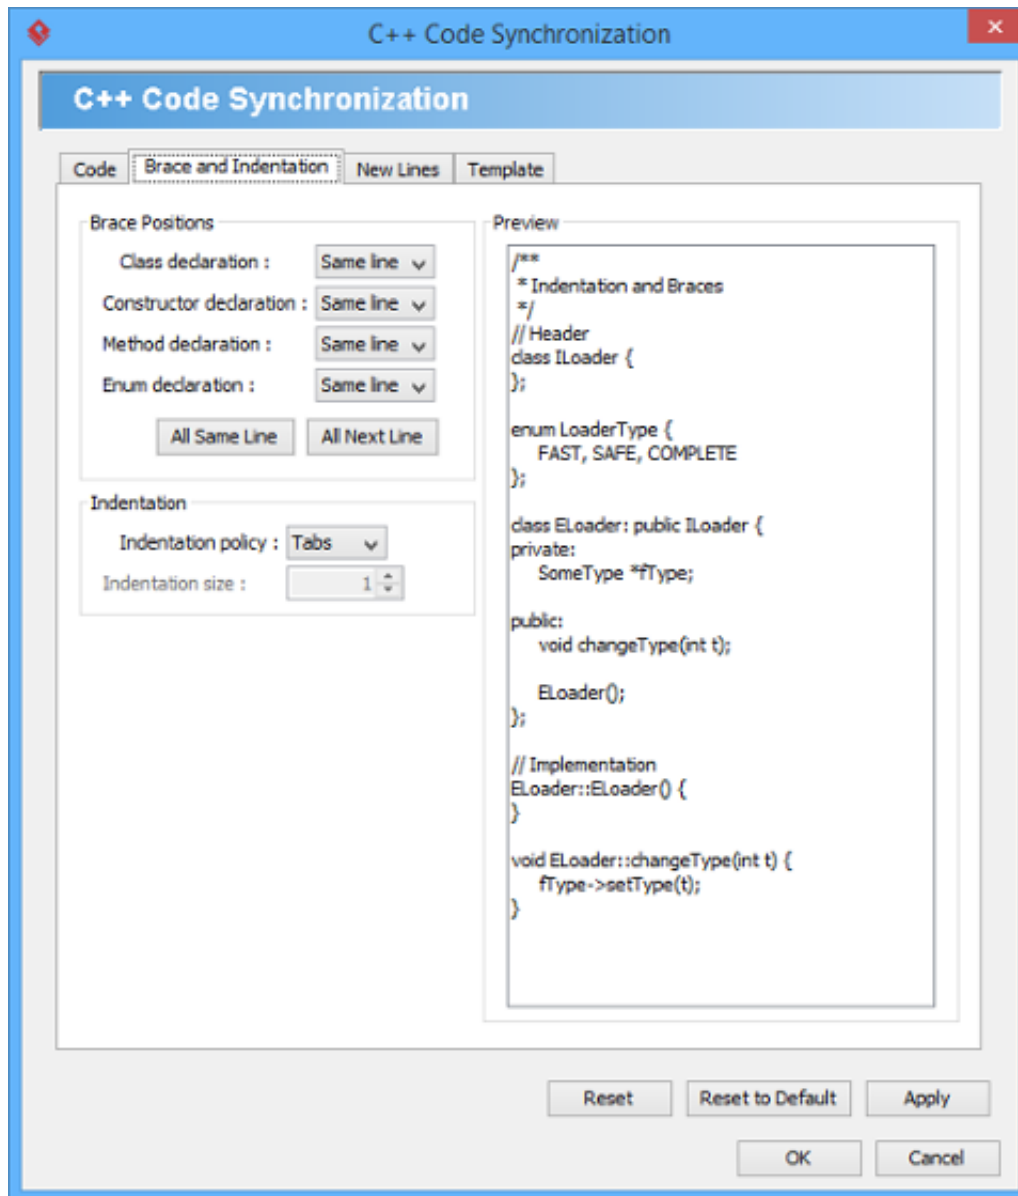 C++ Code Synchronization
C++ Code Synchronization
Code Brace and Indentation New Lines Template
Brace Positions
Class declaration : Same line
Constructor declaration : Same line
Method declaration : Same line
Enum declaration : Same line
All Same Line All Next Line
Indentation
Indentation policy : Tabs
Indentation size : 1
Preview
/**
* Indentation and Braces
*/
// Header
class ILoader {
};
enum LoaderType {
FAST, SAFE, COMPLETE
};
class ELoader: public ILoader {
private:
SomeType *fType;
public:
void changeType(int t);
ELoader();
};
// Implementation
ELoader::ELoader() {
}
void ELoader::changeType(int t) {
fType->setType(t);
}
Reset Reset to Default Apply
OK Cancel